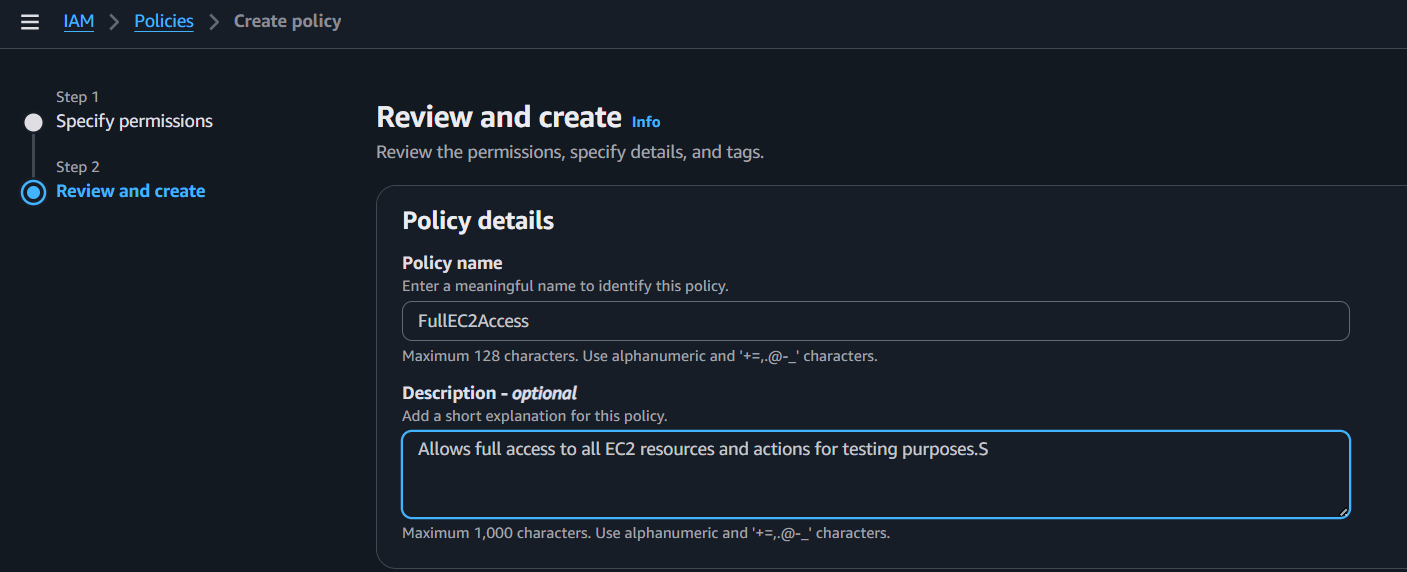 IAM > Policies > Create policy
Step 1
Specify permissions
Step 2
Review and create
Review and create Info
Review the permissions, specify details, and tags.
Policy details
Policy name
Enter a meaningful name to identify this policy.
FullEC2Access
Maximum 128 characters. Use alphanumeric and '+=,.@-_' characters.
Description - optional
Add a short explanation for this policy.
Allows full access to all EC2 resources and actions for testing purposes.S
Maximum 1,000 characters. Use alphanumeric and '+=,.@-_' characters.